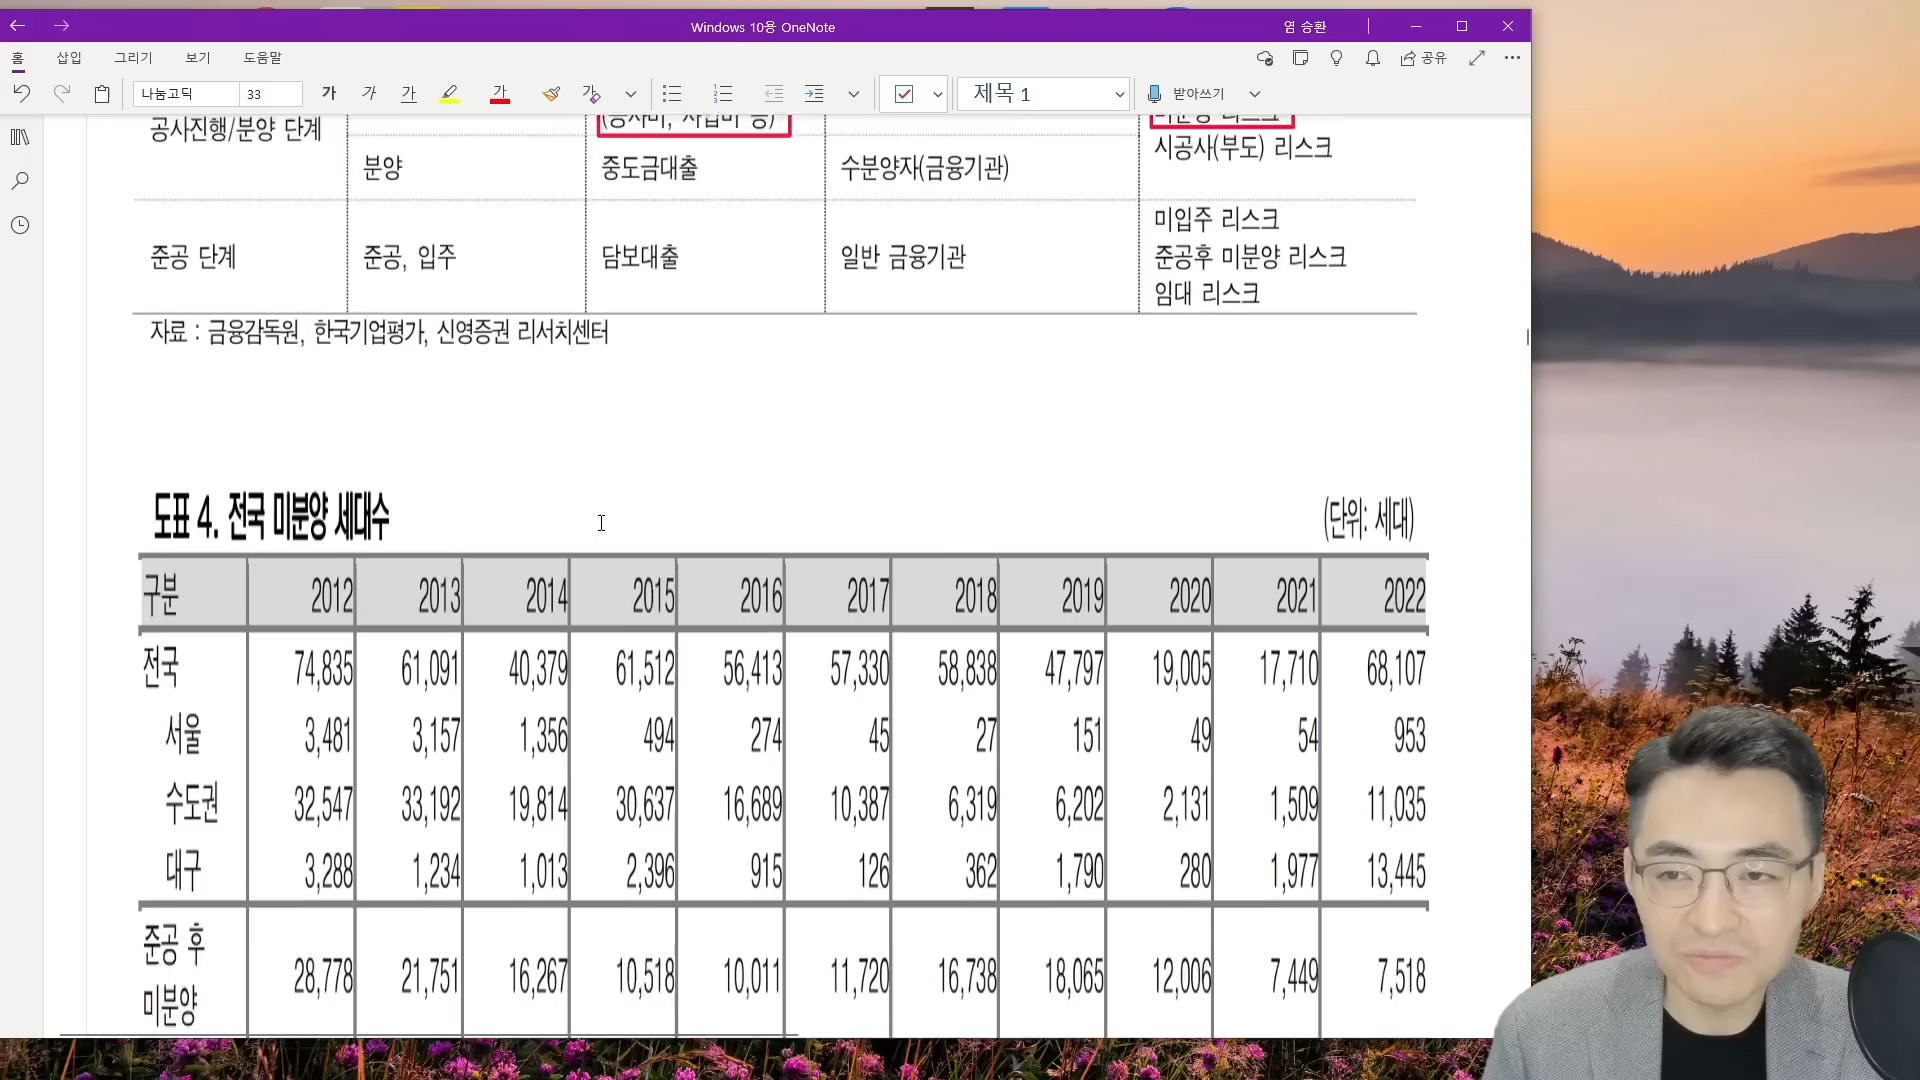 Windows 10용 OneNote
염 승환
홈 삽입 그리기 보기 도움말
공유
나눔고딕 33 가 가 가 가 가 제목 1 받아쓰기
공사진행/분양 단계
분양 중도금대출 수분양자(금융기관)
시공사(부도) 리스크
준공 단계 준공, 입주 담보대출 일반 금융기관
미입주 리스크
준공후 미분양 리스크
임대 리스크
자료 : 금융감독원, 한국기업평가, 신영증권 리서치센터
도표 4. 전국 미분양 세대수 (단위: 세대)
구분 2012 2013 2014 2015 2016 2017 2018 2019 2020 2021 2022
전국 74,835 61,091 40,379 61,512 56,413 57,330 58,838 47,797 19,005 17,710 68,107
서울 3,481 3,157 1,356 494 274 45 27 151 49 54 953
수도권 32,547 33,192 19,814 30,637 16,689 10,387 6,319 6,202 2,131 1,509 11,035
대구 3,288 1,234 1,013 2,396 915 126 362 1,790 280 1,977 13,445
준공 후
미분양 28,778 21,751 16,267 10,518 10,011 11,720 16,738 18,065 12,006 7,449 7,518